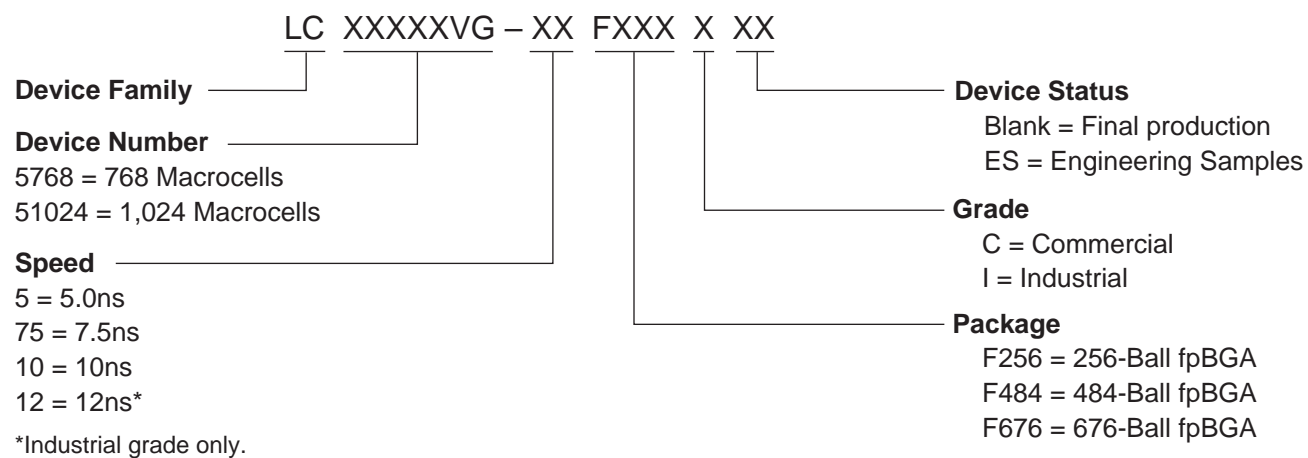 LC XXXXXVG – XX FXXX X XX
Device Family
Device Number
5768 = 768 Macrocells
51024 = 1,024 Macrocells
Speed
5 = 5.0ns
75 = 7.5ns
10 = 10ns
12 = 12ns*
*Industrial grade only.
Device Status
Blank = Final production
ES = Engineering Samples
Grade
C = Commercial
I = Industrial
Package
F256 = 256-Ball fpBGA
F484 = 484-Ball fpBGA
F676 = 676-Ball fpBGA